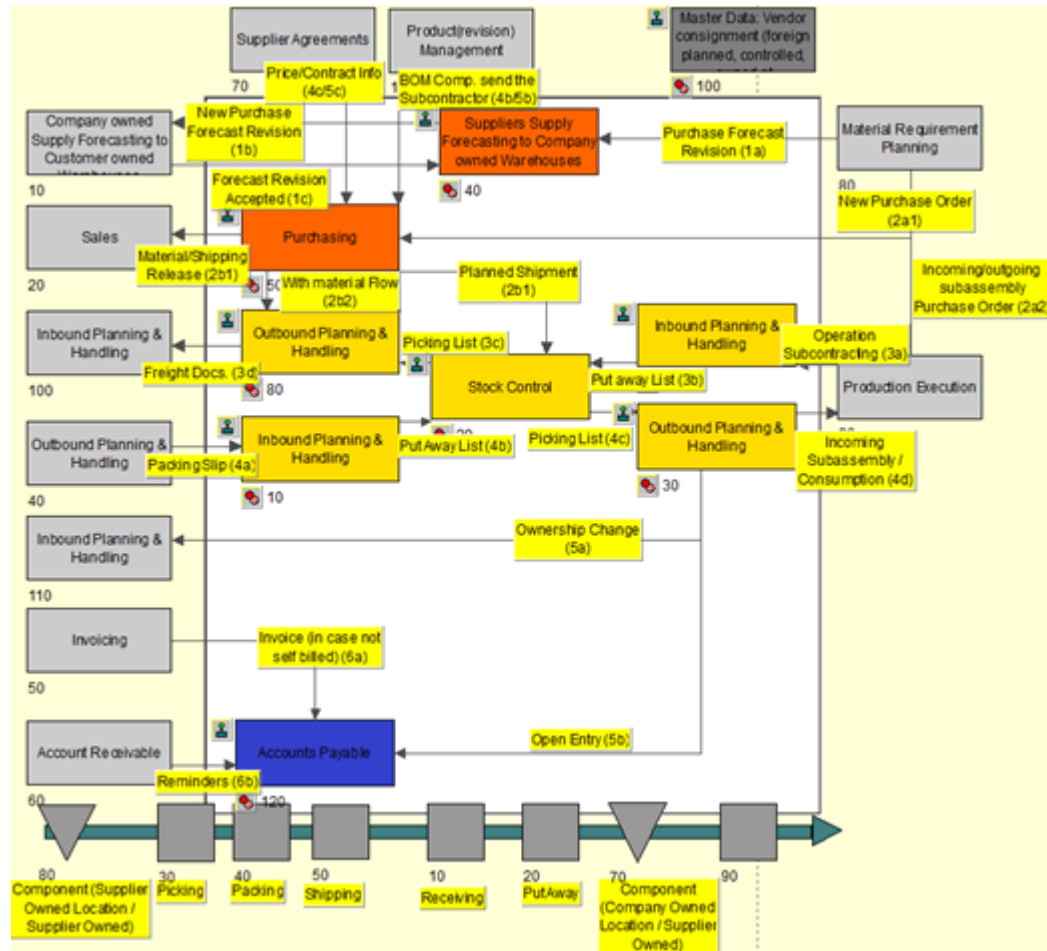 Supplier Agreements
Product(revision)
Management
Master Data: Vendor
consignment (foreign
planned, controlled,
70
Price/Contract Info
(4c/5c)
BOM Comp. send the
Subcontractor (4b/5b)
100
Company owned
Supply Forecasting to
Customer owned
Warehouses
10
New Purchase
Forecast Revision
(1b)
Suppliers Supply
Forecasting to Company
owned Warehouses
40
Purchase Forecast
Revision (1a)
Material Requirement
Planning
80
Forecast Revision
Accepted (1c)
New Purchase Order
(2a1)
Sales
20
Purchasing
50
Material/Shipping
Release (2b1)
With material Flow
(2b2)
Planned Shipment
(2b1)
Incoming/outgoing
subassembly
Purchase Order (2a2)
Inbound Planning &
Handling
100
Outbound Planning &
Handling
80
Freight Docs. (3d)
Picking List (3c)
Stock Control
Inbound Planning &
Handling
Put away List (3b)
Operation
Subcontracting (3a)
Production Execution
Outbound Planning &
Handling
40
Packing Slip (4a)
Inbound Planning &
Handling
10
Put Away List (4b)
Picking List (4c)
Outbound Planning &
Handling
30
Incoming
Subassembly /
Consumption (4d)
Inbound Planning &
Handling
110
Ownership Change
(5a)
Invoicing
50
Invoice (in case not
self billed) (6a)
Account Receivable
60
Reminders (6b)
Accounts Payable
120
Open Entry (5b)
80
Component (Supplier
Owned Location /
Supplier Owned)
30
Picking
40
Packing
50
Shipping
10
Receiving
20
PutAway
70
Component
(Company Owned
Location / Supplier
Owned)
90